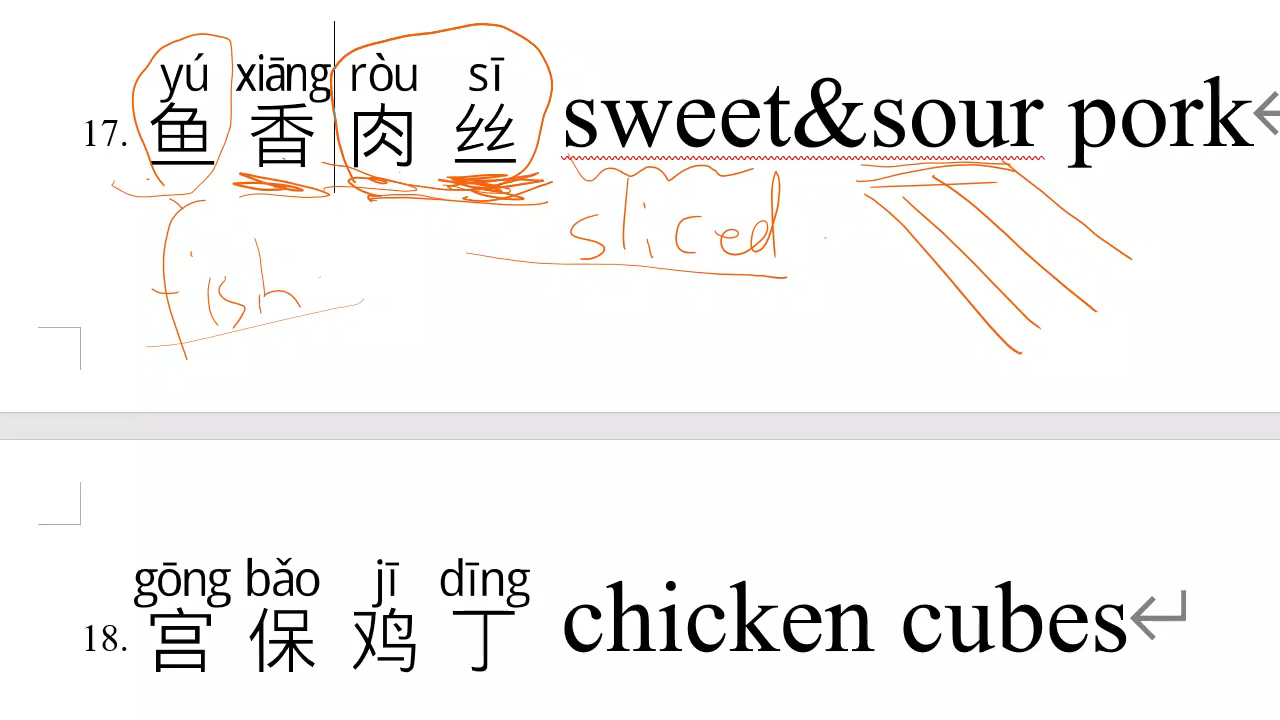 yú xiāng ròu sī
17. 鱼 香 肉 丝 sweet&sour pork
sliced
fish
gōng bǎo jī dīng
18. 宫 保 鸡 丁 chicken cubes